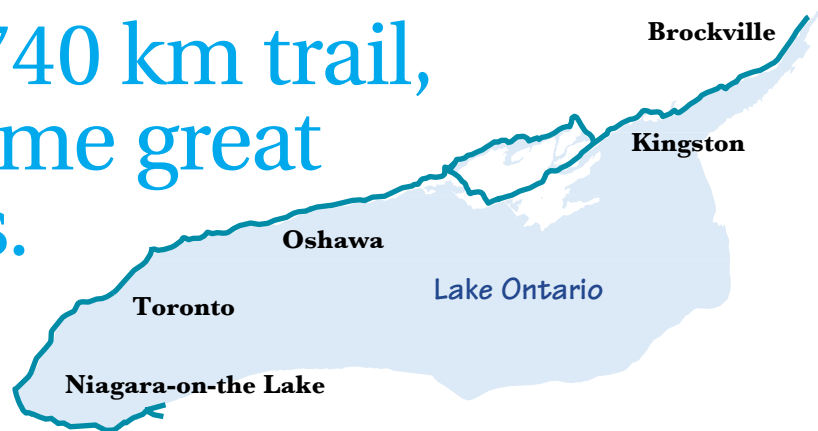 740 km trail,
me great
s.
Brockville
Kingston
Oshawa
Lake Ontario
Toronto
Niagara-on-the Lake